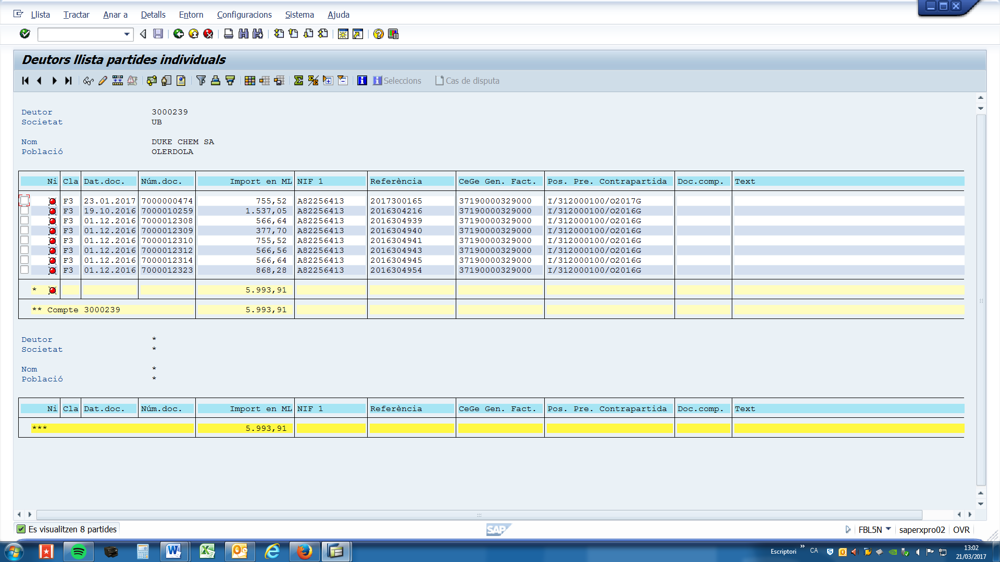 Llista Tractar Anar a Detalls Entorn Configuracions Sistema Ajuda
Deutors llista partides individuals
Seleccions Cas de disputa
Deutor 3000239
Societat UB
Nom DUKE CHEM SA
Població OLERDOLA
Ni Cla Dat.doc. Núm.doc. Import en ML NIF 1 Referència CeGe Gen. Fact. Pos. Pre. Contrapartida Doc.comp. Text
F3 23.01.2017 7000000474 755,52 A82256413 2017300165 37190000329000 I/312000100/O2017G
F3 19.10.2016 7000010259 1.537,05 A82256413 2016304216 37190000329000 I/312000100/O2016G
F3 01.12.2016 7000012308 566,64 A82256413 2016304939 37190000329000 I/312000100/O2016G
F3 01.12.2016 7000012309 377,70 A82256413 2016304940 37190000329000 I/312000100/O2016G
F3 01.12.2016 7000012310 755,52 A82256413 2016304941 37190000329000 I/312000100/O2016G
F3 01.12.2016 7000012312 566,56 A82256413 2016304943 37190000329000 I/312000100/O2016G
F3 01.12.2016 7000012314 566,64 A82256413 2016304945 37190000329000 I/312000100/O2016G
F3 01.12.2016 7000012323 868,28 A82256413 2016304954 37190000329000 I/312000100/O2016G
* 5.993,91
** Compte 3000239 5.993,91
Deutor *
Societat *
Nom *
Població *
Ni Cla Dat.doc. Núm.doc. Import en ML NIF 1 Referència CeGe Gen. Fact. Pos. Pre. Contrapartida Doc.comp. Text
*** 5.993,91
Es visualitzen 8 partides SAP FBL5N saperxpro02 OVR
Escriptori » CA 13:02
21/03/2017